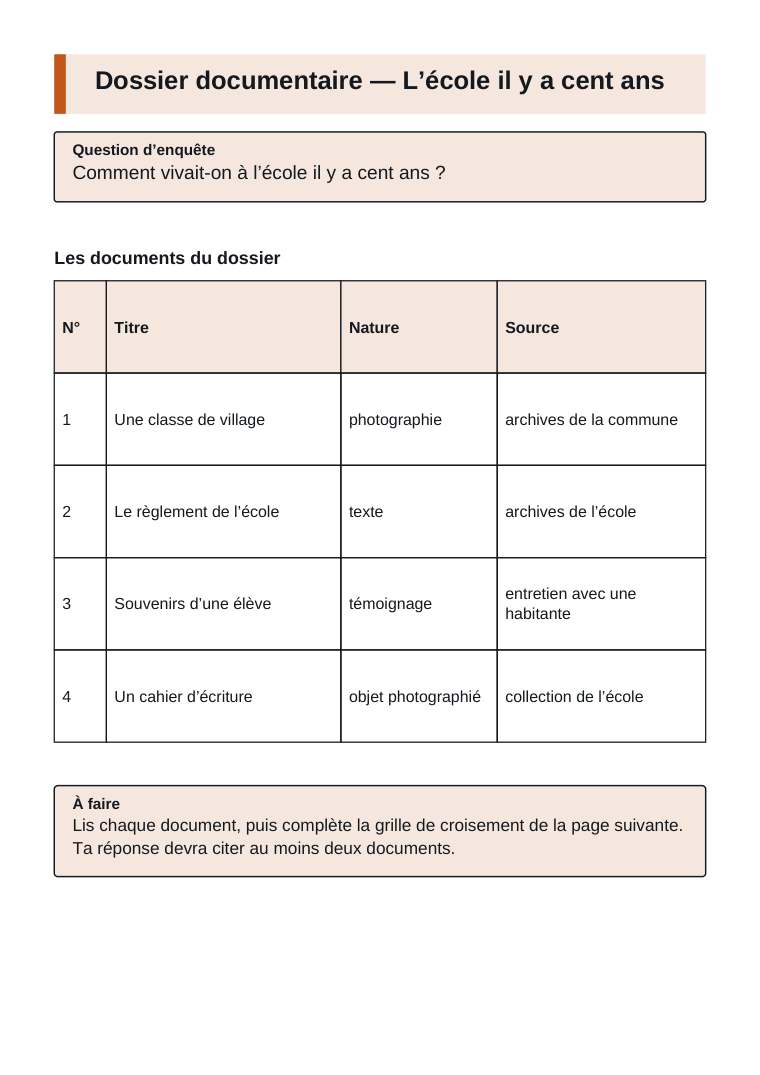 Dossier documentaire — L’école il y a cent ans
Question d’enquête
Comment vivait-on à l’école il y a cent ans ?
Les documents du dossier
N° Titre Nature Source
1 Une classe de village photographie archives de la commune
2 Le règlement de l’école texte archives de l’école
3 Souvenirs d’une élève témoignage entretien avec une
habitante
4 Un cahier d’écriture objet photographié collection de l’école
À faire
Lis chaque document, puis complète la grille de croisement de la page suivante.
Ta réponse devra citer au moins deux documents.